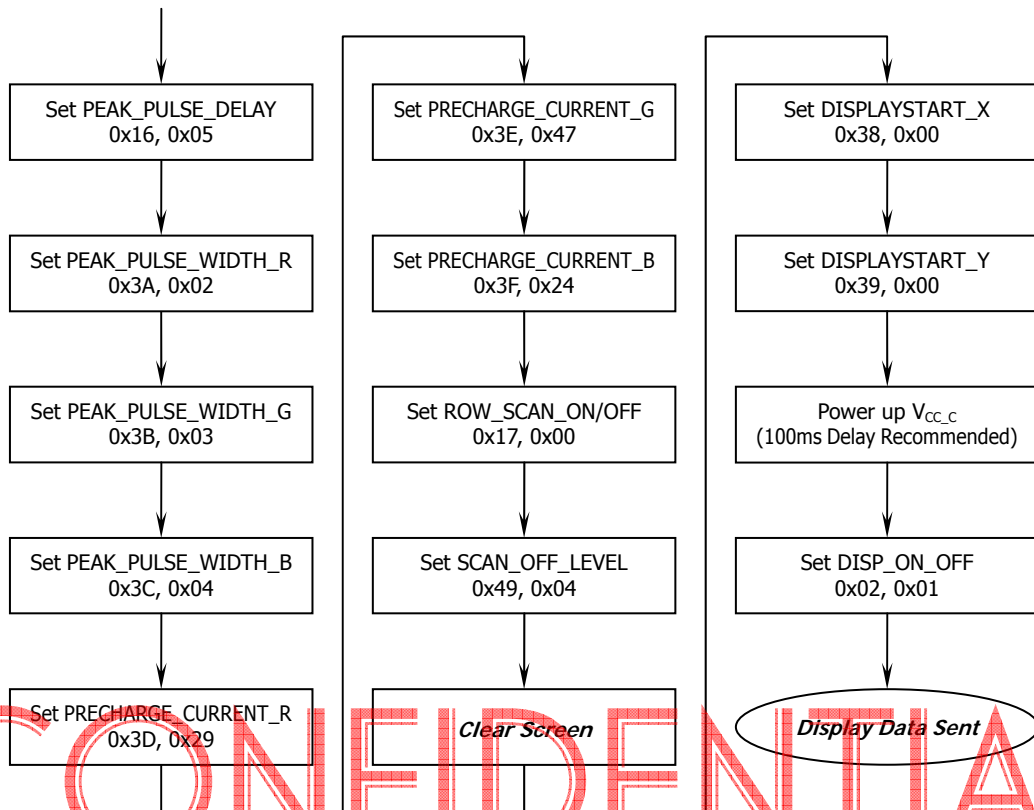 Set PEAK_PULSE_DELAY
0x16, 0x05
Set PEAK_PULSE_WIDTH_R
0x3A, 0x02
Set PEAK_PULSE_WIDTH_G
0x3B, 0x03
Set PEAK_PULSE_WIDTH_B
0x3C, 0x04
Set PRECHARGE_CURRENT_R
0x3D, 0x29
Set PRECHARGE_CURRENT_G
0x3E, 0x47
Set PRECHARGE_CURRENT_B
0x3F, 0x24
Set ROW_SCAN_ON/OFF
0x17, 0x00
Set SCAN_OFF_LEVEL
0x49, 0x04
Clear Screen
Set DISPLAYSTART_X
0x38, 0x00
Set DISPLAYSTART_Y
0x39, 0x00
Power up VCC_C
(100ms Delay Recommended)
Set DISP_ON_OFF
0x02, 0x01
Display Data Sent
CONFIDENTIA